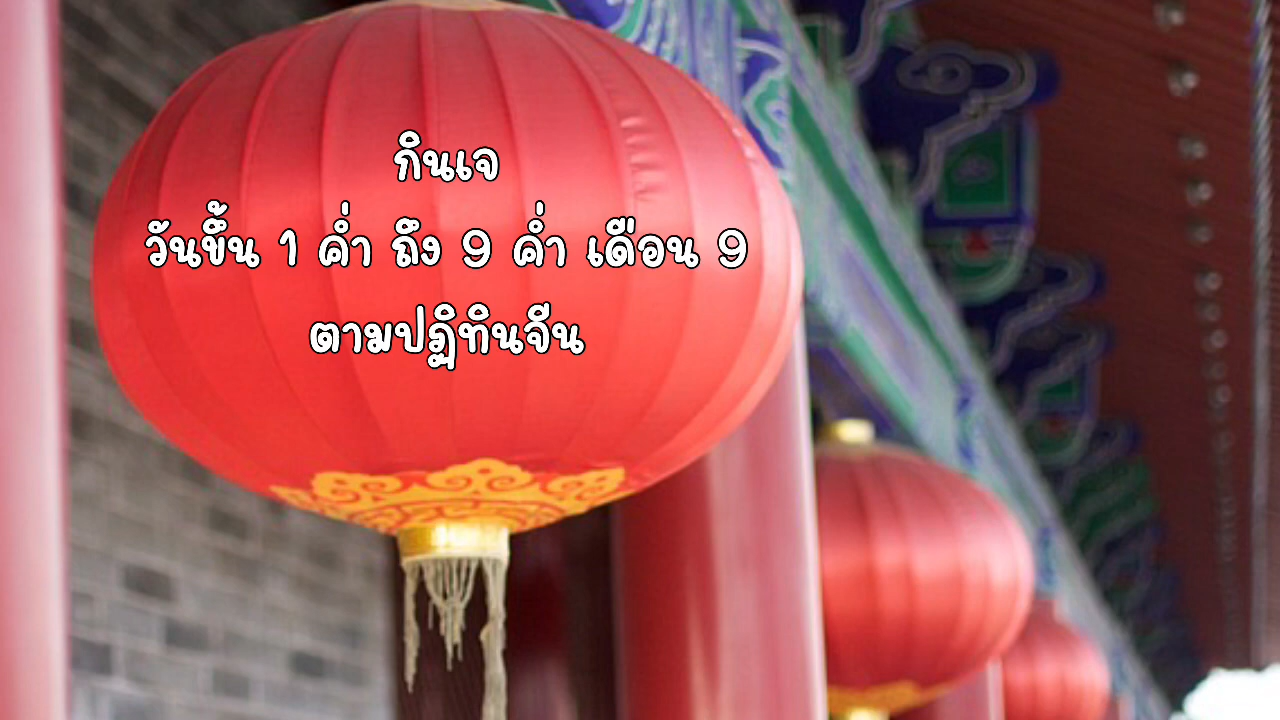 กินเจ
วันขึ้น 1 ค่ำ ถึง 9 ค่ำ เดือน 9
ตามปฏิทินจีน